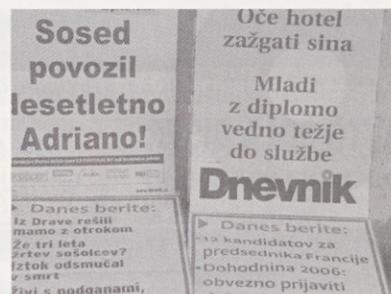 Sosed
povozil
desetletno
Adriano!
Danes berite:
Iz Drave rešili
mamo z otrokom
Že tri leta
žrtev sošolcev?
Iztok odsmučal
v smrt
Živi s podganami,
Oče hotel
zažgati sina
Mladi
z diplomo
vedno težje
do službe
Dnevnik
Danes berite:
12 kandidatov za
predsednika Francije
Dohodnina 2006:
obvezno prijaviti